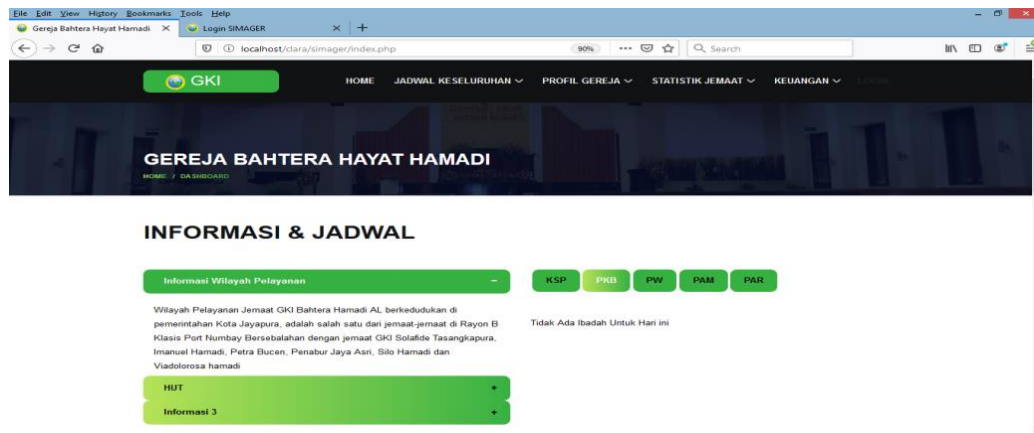 File Edit View History Bookmarks Tools Help
Gereja Bahtera Hayat Hamadi Login SIMAGER
localhost/clara/simager/index.php 90% Search
GKI HOME JADWAL KESELURUHAN PROFIL GEREJA STATISTIK JEMAAT KEUANGAN LOGIN
GEREJA BAHTERA HAYAT HAMADI
HOME / DASHBOARD
INFORMASI & JADWAL
Informasi Wilayah Pelayanan -
KSP PKB PW PAM PAR
Wilayah Pelayanan Jemaat GKI Bahtera Hamadi AL berkedudukan di
pemerintahan Kota Jayapura, adalah salah satu dari jemaat-jemaat di Rayon B
Klasis Port Numbay Bersebalahan dengan jemaat GKI Solafide Tasangkapura,
Imanuel Hamadi, Petra Bucen, Penabur Jaya Asri, Silo Hamadi dan
Viadolorosa hamadi
Tidak Ada Ibadah Untuk Hari ini
HUT +
Informasi 3 +